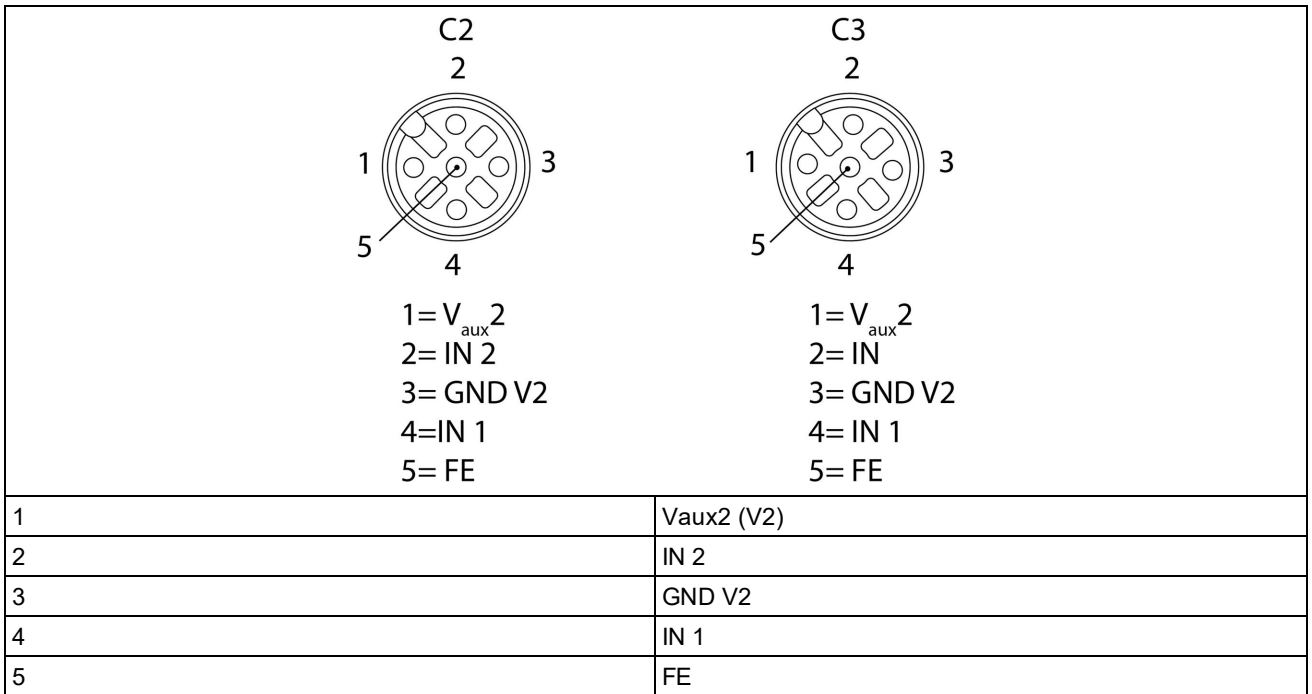 C2
2
1
3
5
4
1= Vaux2
2= IN 2
3= GND V2
4=IN 1
5= FE
C3
2
1
3
5
4
1= Vaux2
2= IN
3= GND V2
4= IN 1
5= FE
1 Vaux2 (V2)
2 IN 2
3 GND V2
4 IN 1
5 FE